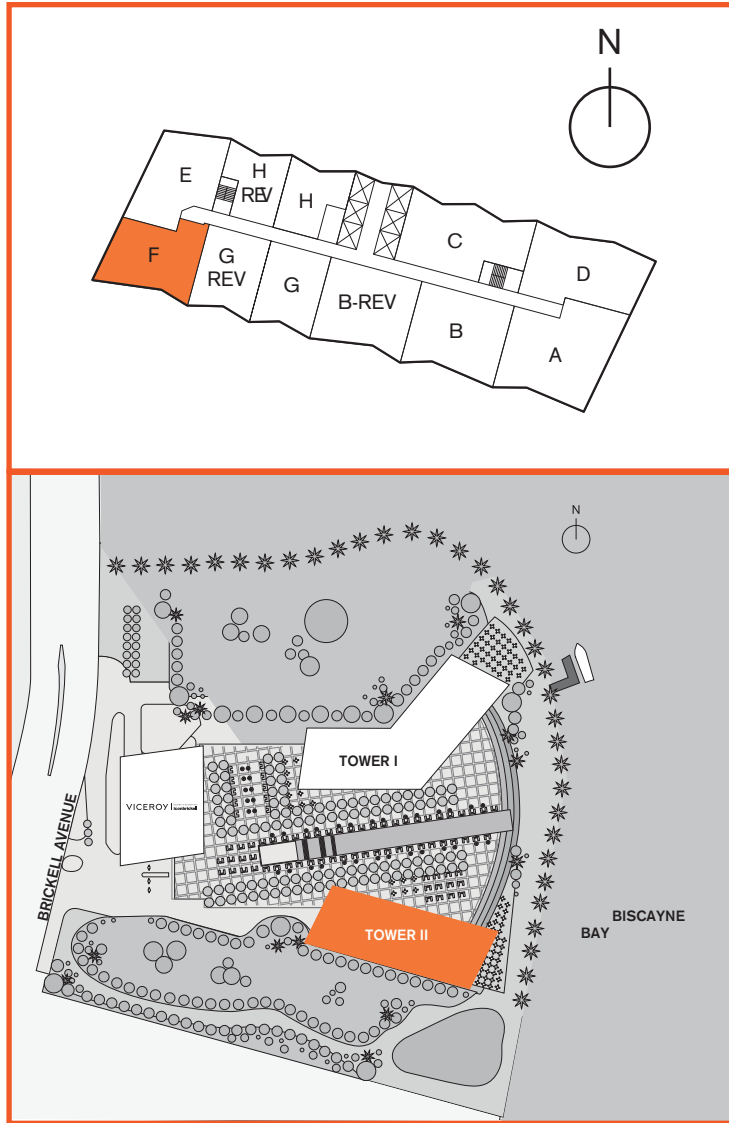 N
E
H
REV
H
C
D
F
G
REV
G
B-REV
B
A
N
TOWER I
VICEROY
BRICKELL AVENUE
TOWER II
BISCAYNE
BAY